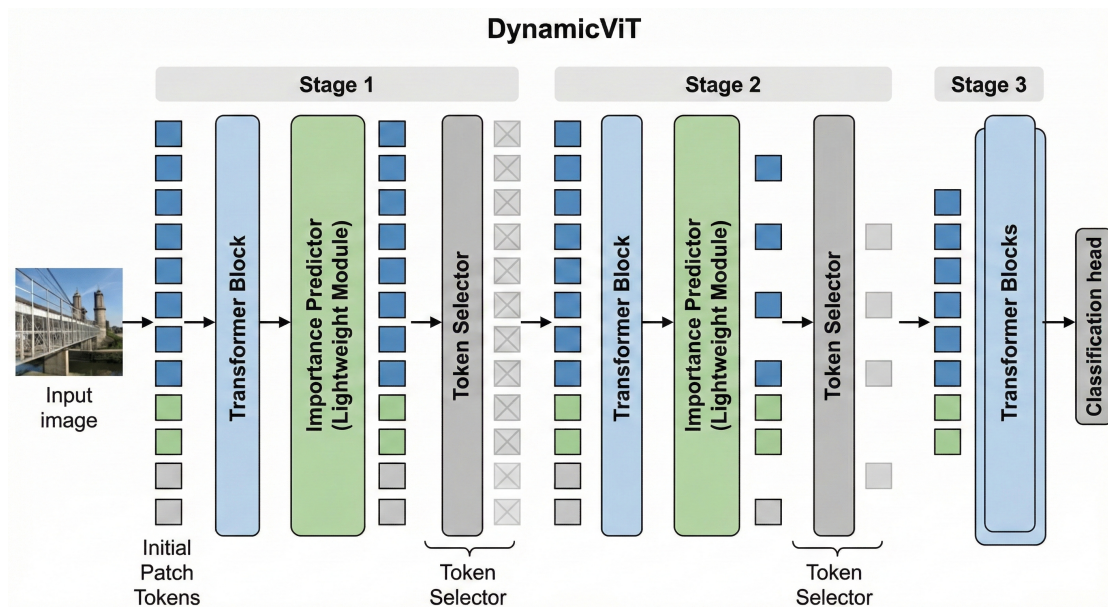 DynamicViT
Stage 1
Stage 2
Stage 3
Input
image
Initial
Patch
Tokens
Transformer Block
Importance Predictor
(Lightweight Module)
Token Selector
Token
Selector
Transformer Block
Importance Predictor
(Lightweight Module)
Token Selector
Token
Selector
Transformer Blocks
Classification head